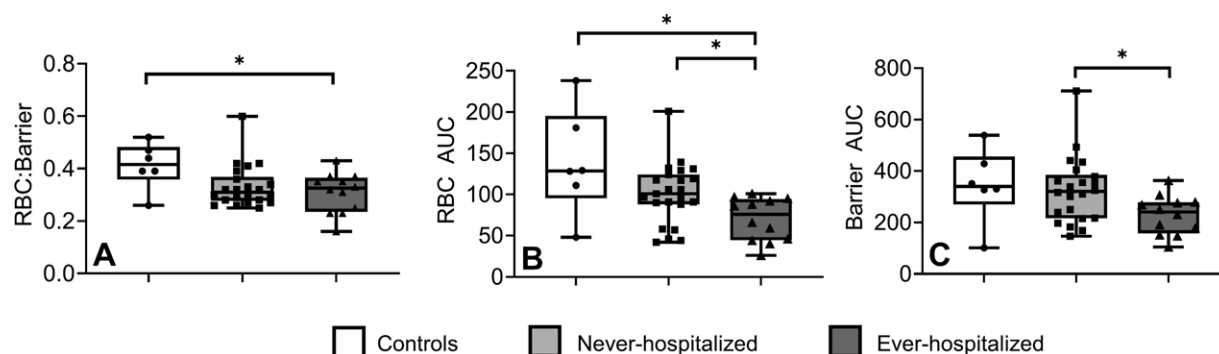 *
*
*
*
0.8
0.6
0.4
0.2
0.0
RBC:Barrier
A
250
200
150
100
50
0
RBC AUC
B
800
600
400
200
0
Barrier AUC
C
Controls
Never-hospitalized
Ever-hospitalized